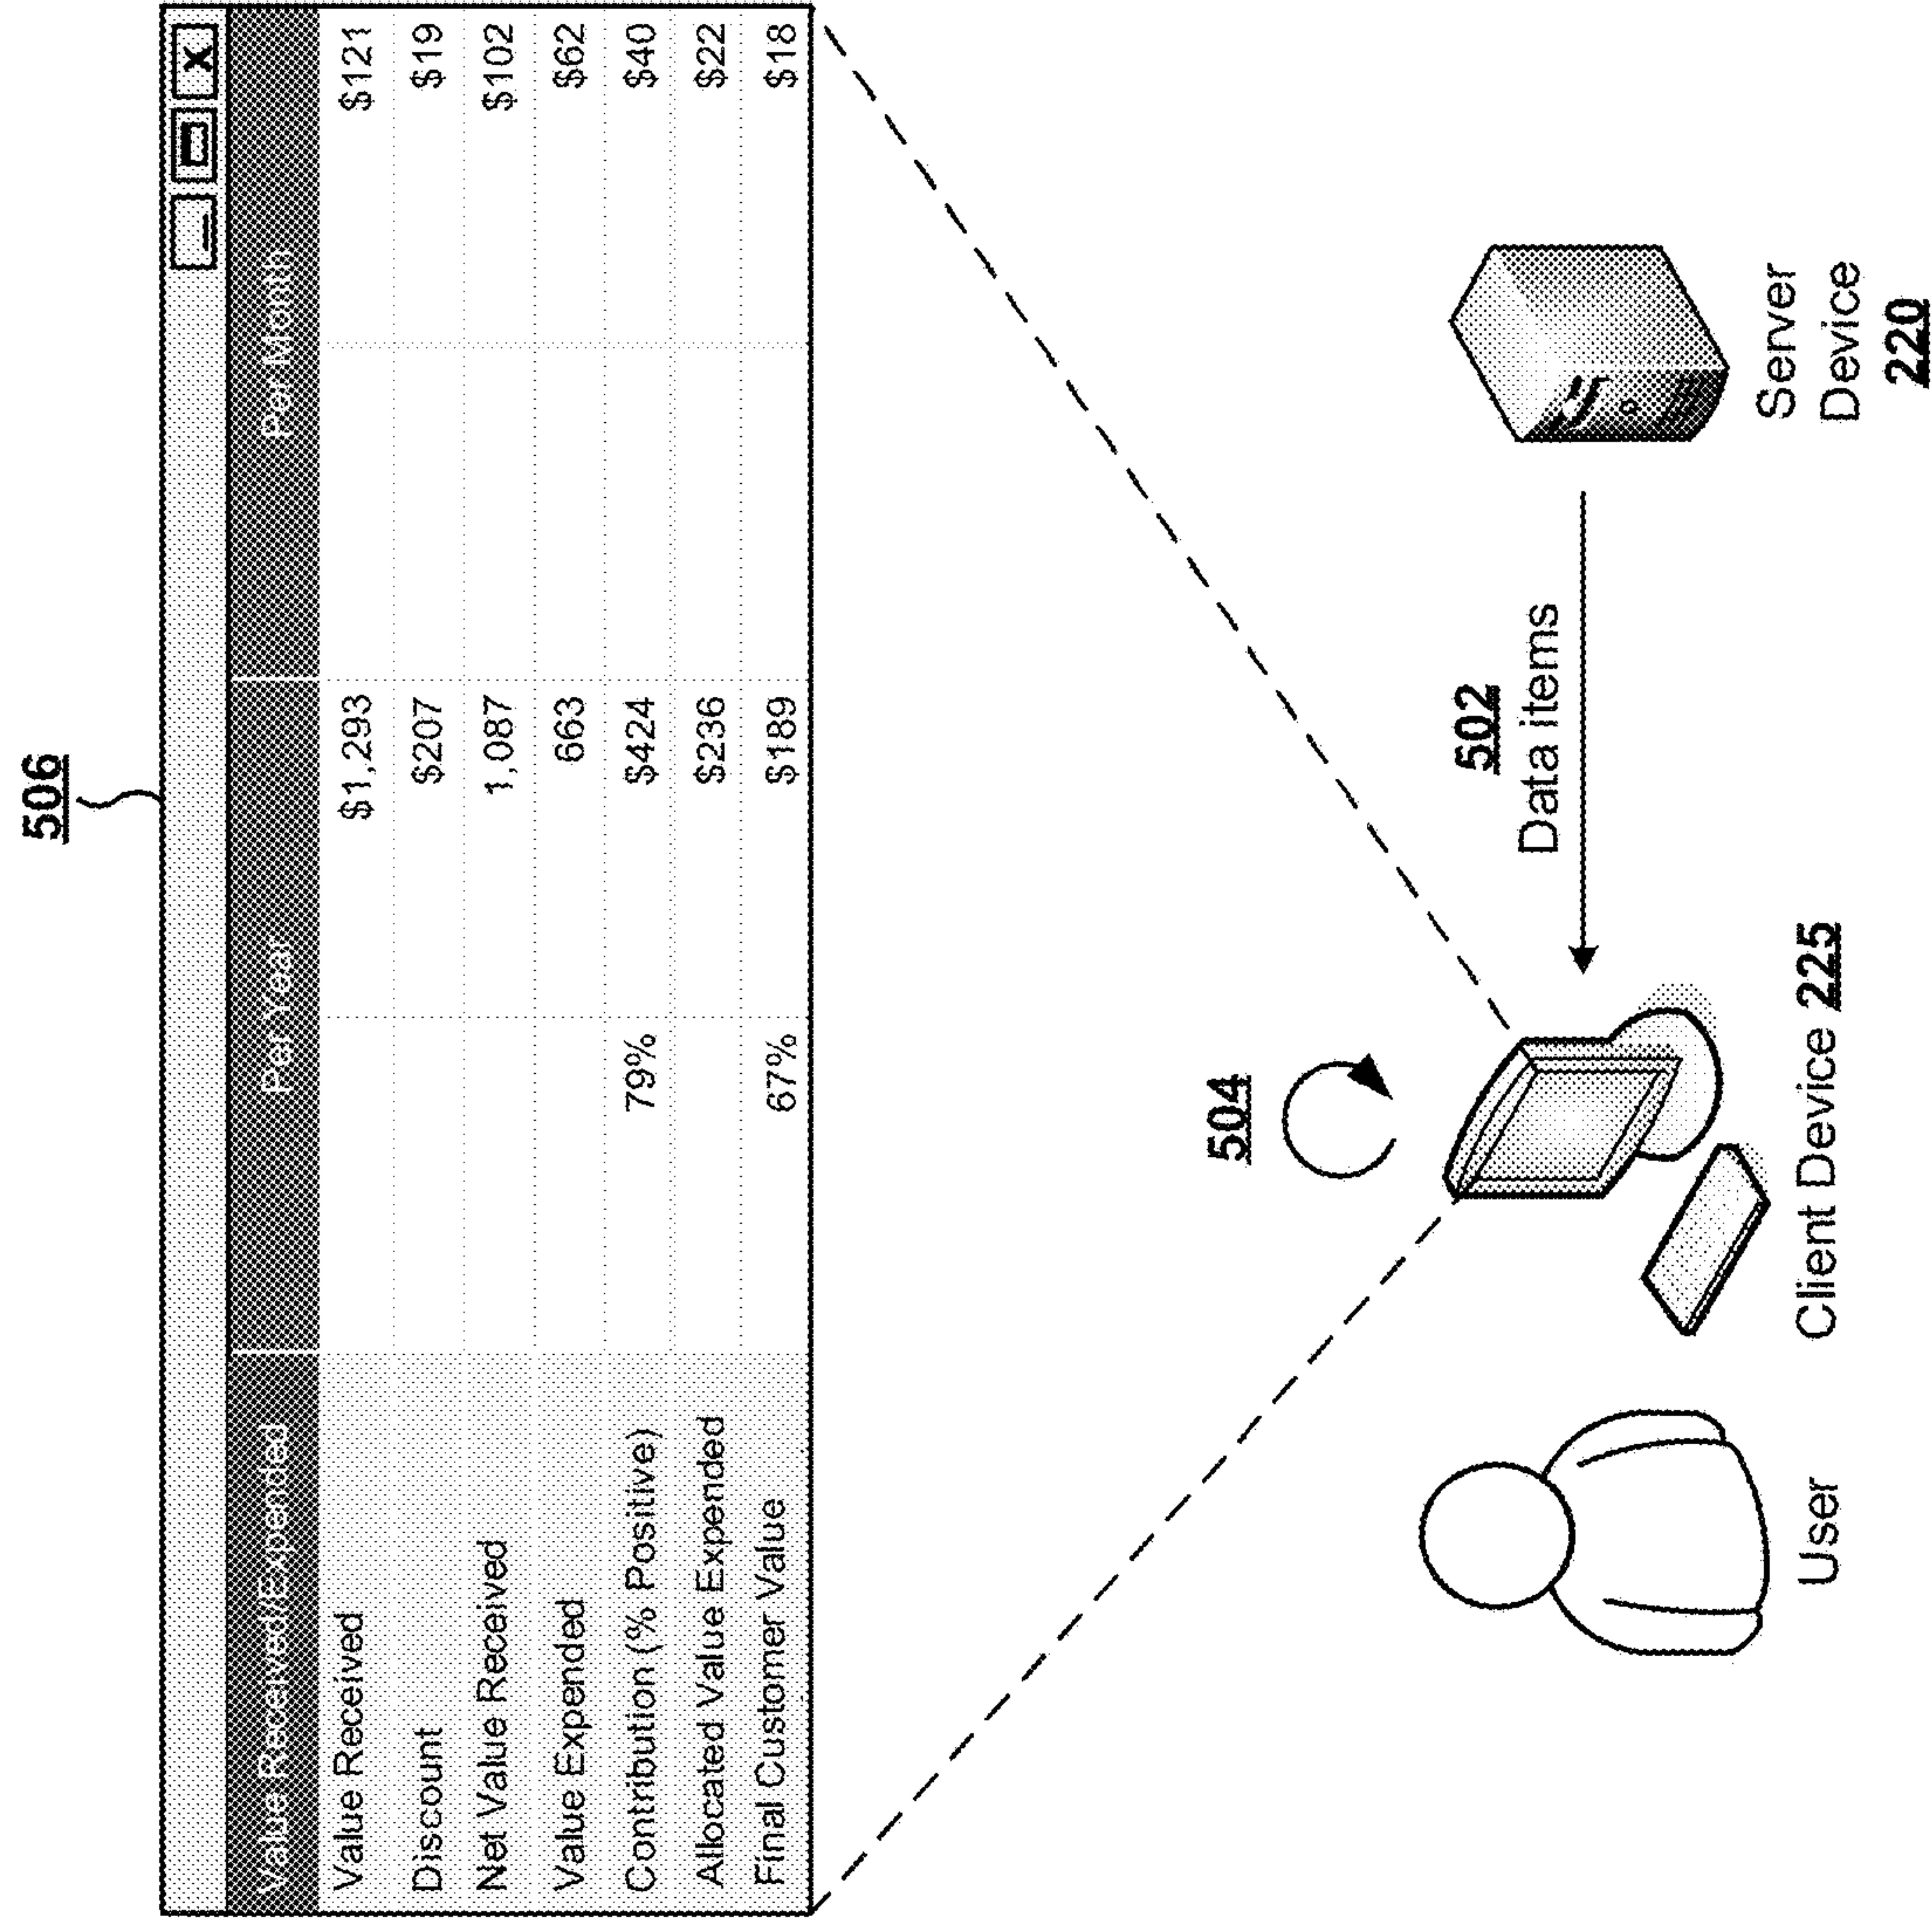 506
X
Value Received/Expended Per Year Per Month
Value Received $1,293 $121
Discount $207 $19
Net Value Received 1,087 $102
Value Expended 663 $62
Contribution (% Positive) 79% $424 $40
Allocated Value Expended $236 $22
Final Customer Value 67% $189 $18
504
502
Data items
User
Client Device 225
Server
Device
220